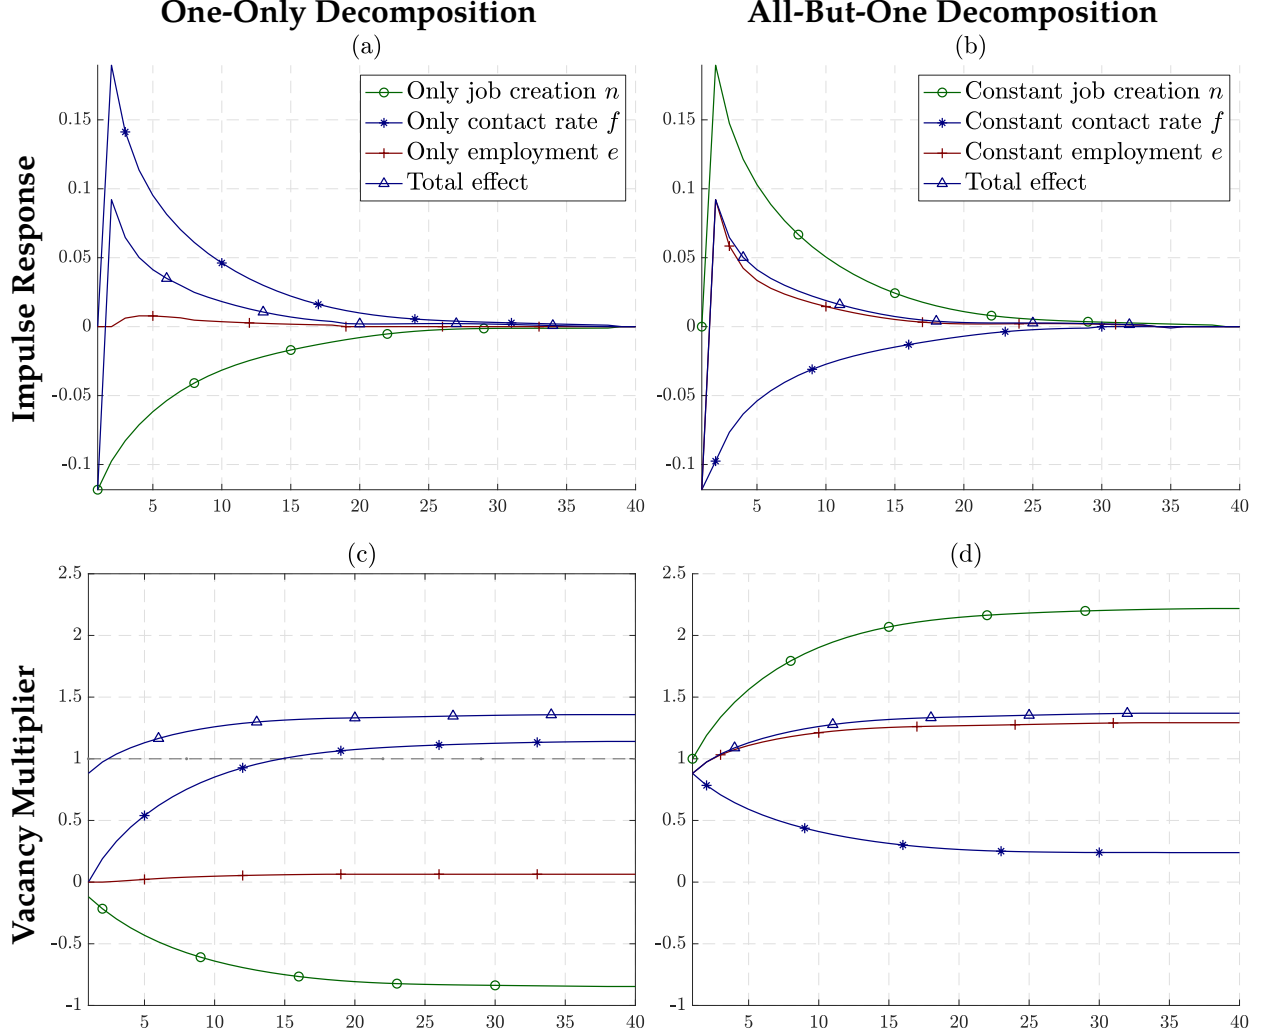 One-Only Decomposition
All-But-One Decomposition
(a)
(b)
Impulse Response
0.15
0.1
0.05
0
-0.05
-0.1
Only job creation n
Only contact rate f
Only employment e
Total effect
5 10 15 20 25 30 35 40
0.15
0.1
0.05
0
-0.05
-0.1
Constant job creation n
Constant contact rate f
Constant employment e
Total effect
5 10 15 20 25 30 35 40
(c)
(d)
Vacancy Multiplier
2.5
2
1.5
1
0.5
0
-0.5
-1
5 10 15 20 25 30 35 40
2.5
2
1.5
1
0.5
0
-0.5
-1
5 10 15 20 25 30 35 40